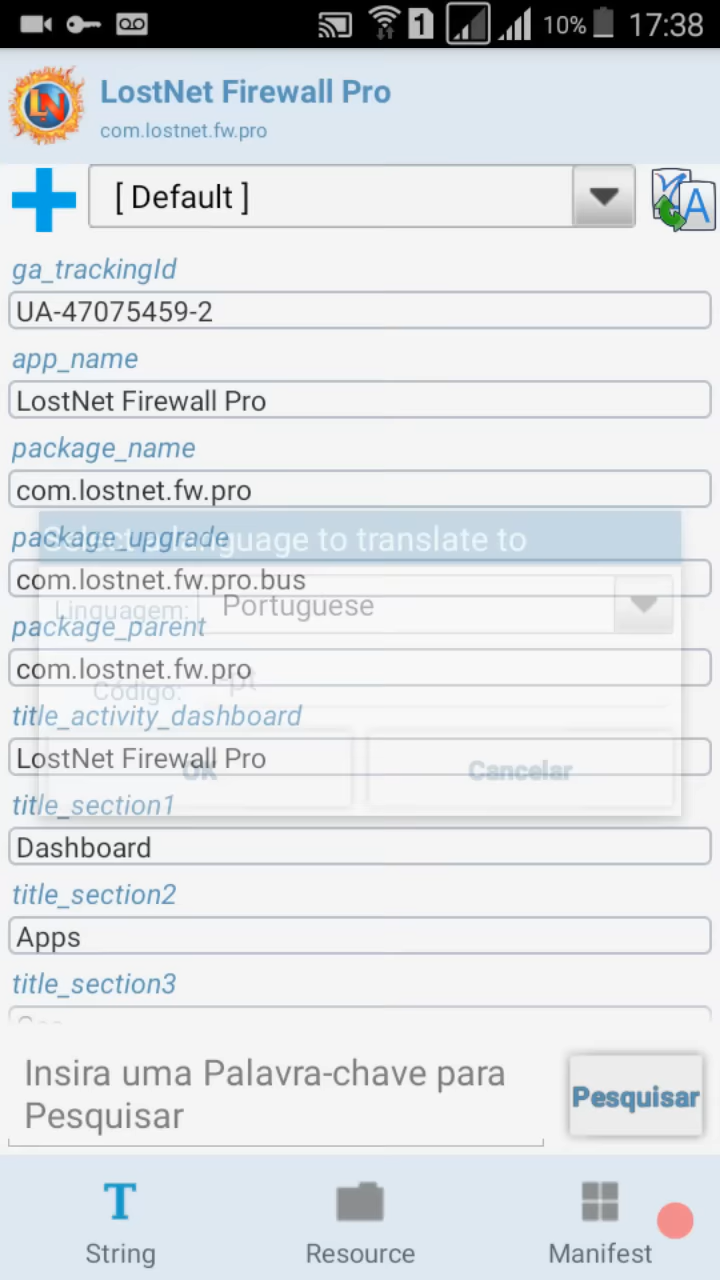 1
10%
17:38
LN
LostNet Firewall Pro
com.lostnet.fw.pro
[ Default ]
A
ga_trackingId
UA-47075459-2
app_name
LostNet Firewall Pro
package_name
com.lostnet.fw.pro
package_upgrade
Select a language to translate to
com.lostnet.fw.pro.bus
Linguagem:
Portuguese
package_parent
com.lostnet.fw.pro
Código:
-pt
title_activity_dashboard
LostNet Firewall Pro
OK
Cancelar
title_section1
Dashboard
title_section2
Apps
title_section3
Insira uma Palavra-chave para
Pesquisar
Pesquisar
T
String
Resource
Manifest